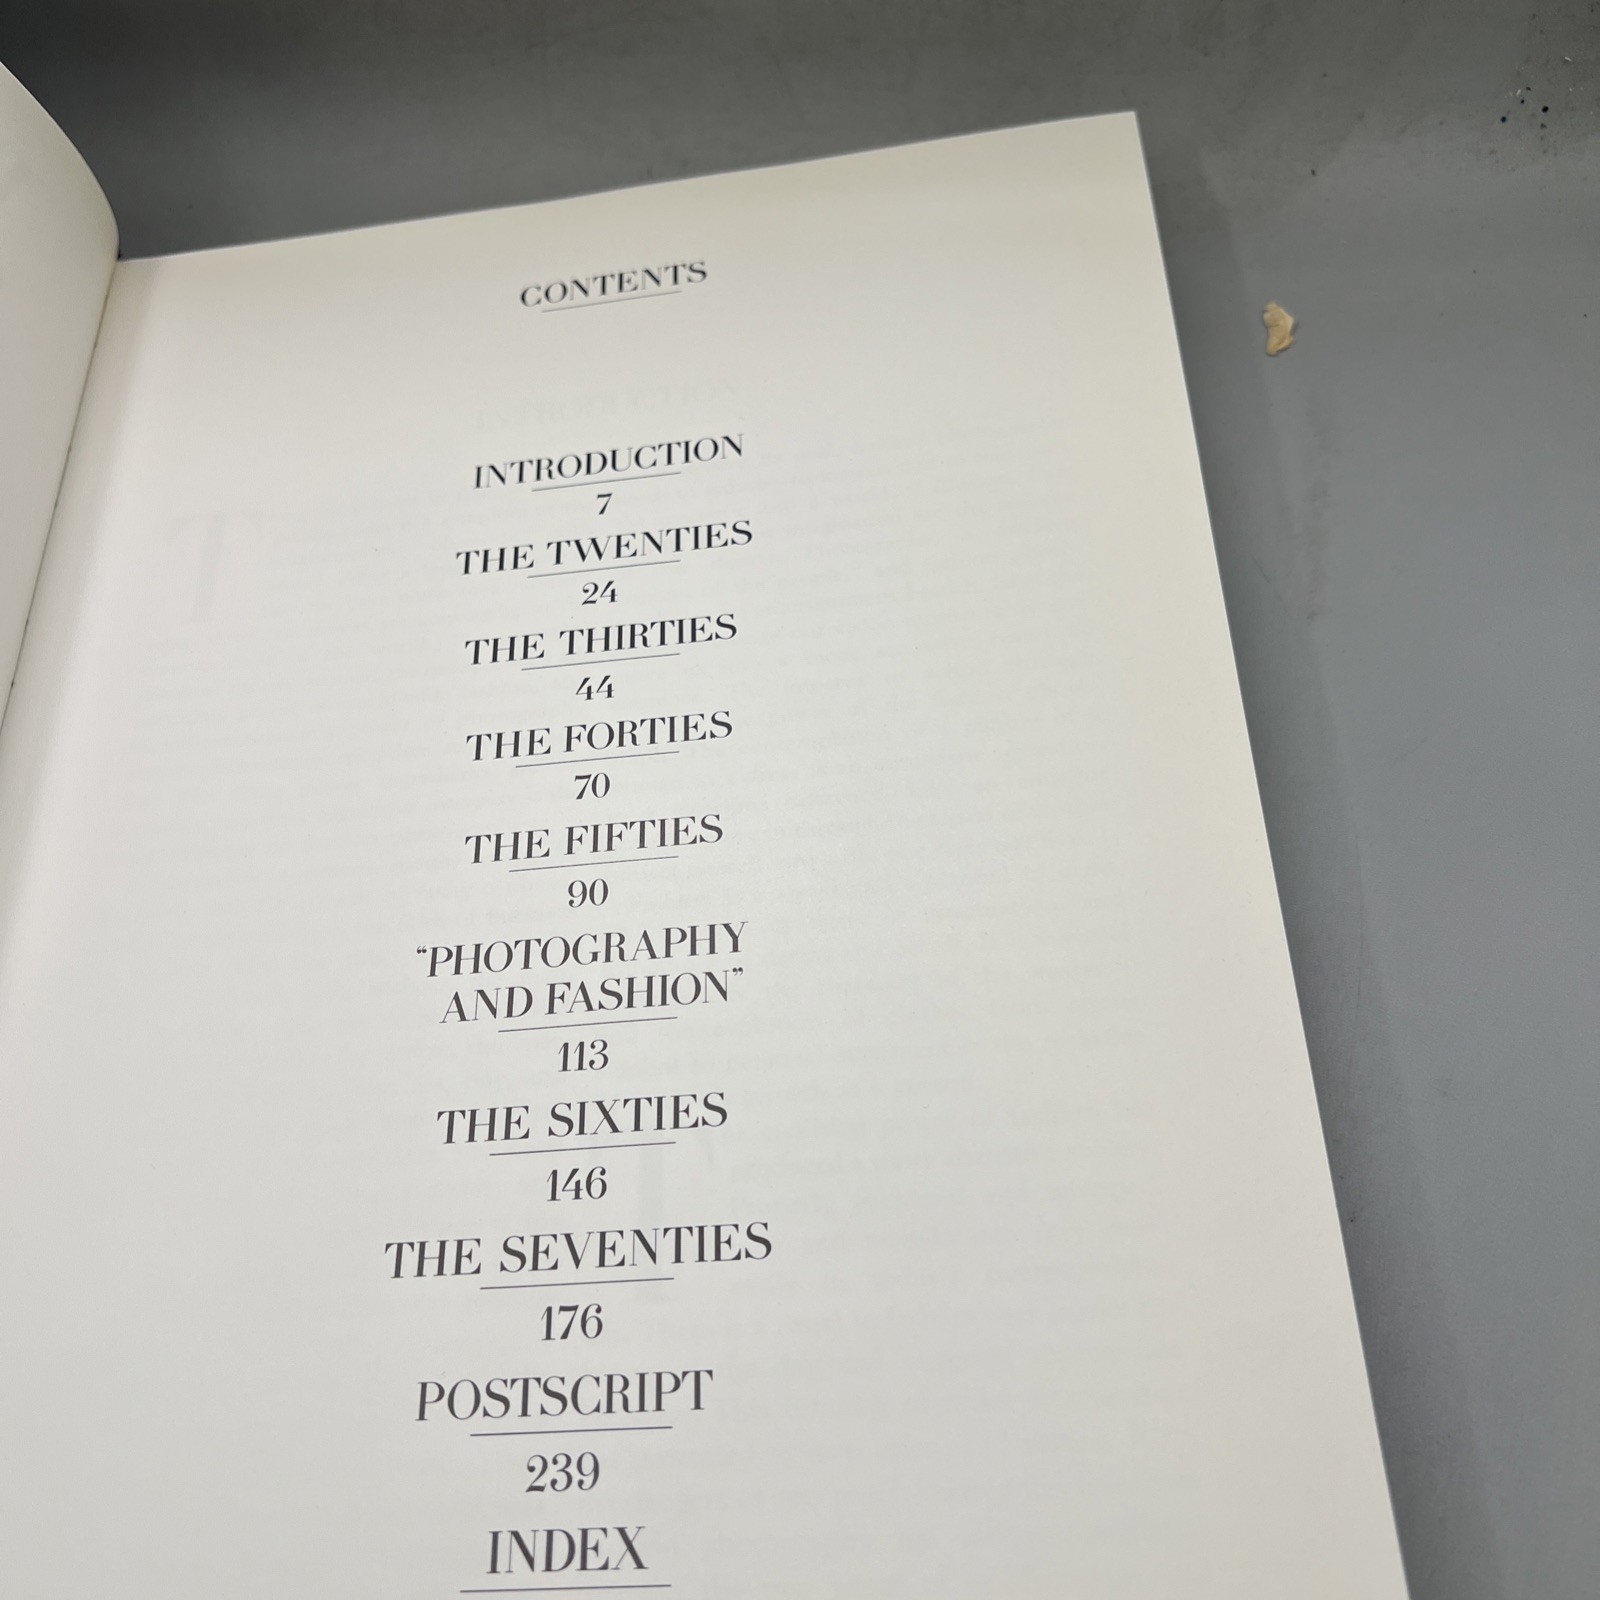 CONTENTS
INTRODUCTION
7
THE TWENTIES
24
THE THIRTIES
44
THE FORTIES
70
THE FIFTIES
90
“PHOTOGRAPHY
AND FASHION”
113
THE SIXTIES
146
THE SEVENTIES
176
POSTSCRIPT
239
INDEX